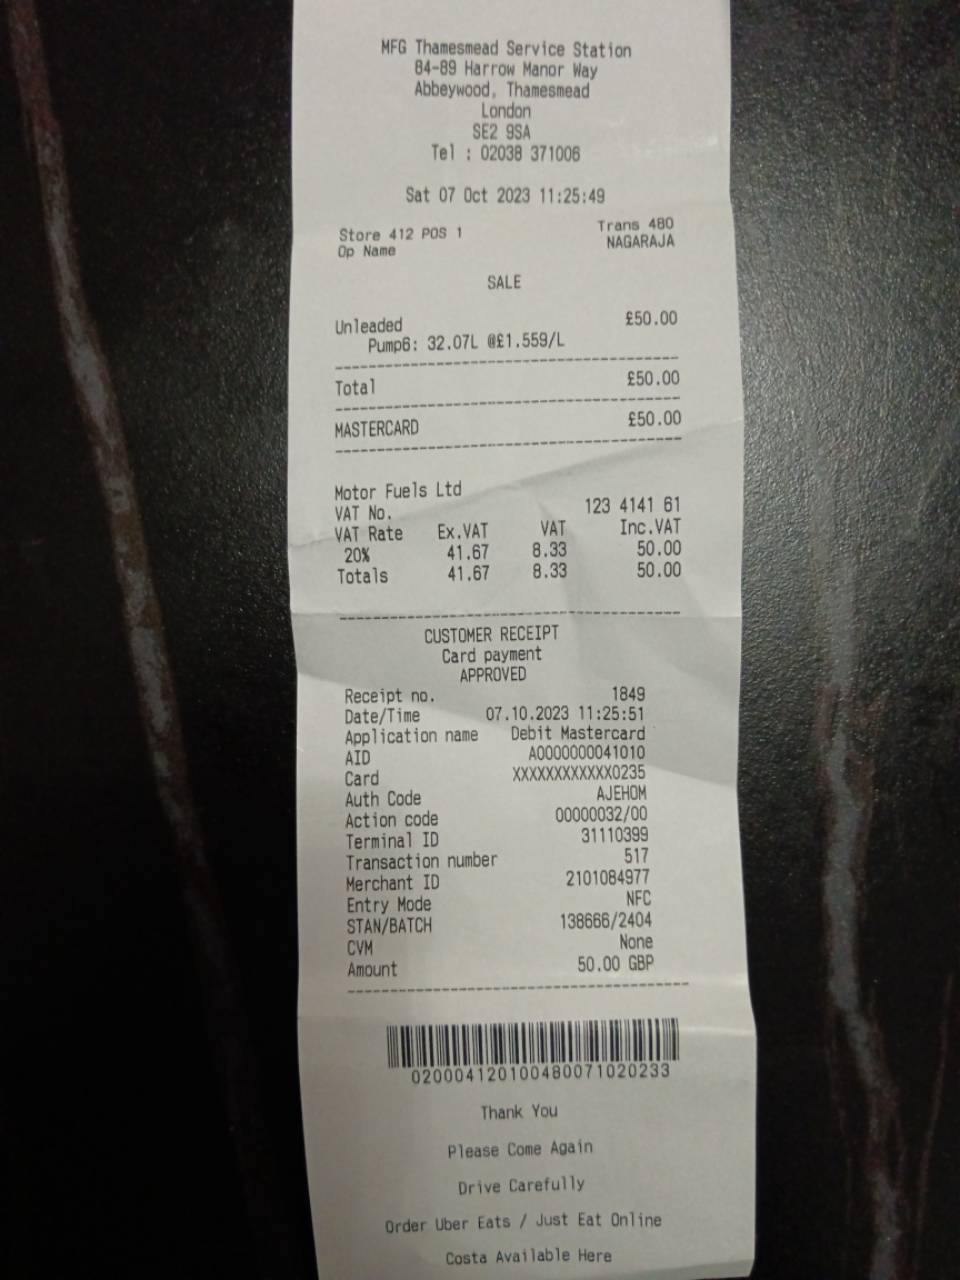 MFG Thamesmead Service Station
84-89 Harrow Manor Way
Abbeywood, Thamesmead
London
SE2 9SA
Tel : 02038 371006
Sat 07 Oct 2023 11:25:49
Store 412 POS 1 Trans 480
Op Name NAGARAJA
SALE
Unleaded £50.00
Pump6: 32.07L @£1.559/L
Total £50.00
MASTERCARD £50.00
Motor Fuels Ltd
VAT No. 123 4141 61
VAT Rate Ex.VAT VAT Inc.VAT
20% 41.67 8.33 50.00
Totals 41.67 8.33 50.00
CUSTOMER RECEIPT
Card payment
APPROVED
Receipt no. 1849
Date/Time 07.10.2023 11:25:51
Application name Debit Mastercard
AID A0000000041010
Card XXXXXXXXXXXX0235
Auth Code AJEHOM
Action code 00000032/00
Terminal ID 31110399
Transaction number 517
Merchant ID 2101084977
Entry Mode NFC
STAN/BATCH 138666/2404
CVM None
Amount 50.00 GBP
020004120100480071020233
Thank You
Please Come Again
Drive Carefully
Order Uber Eats / Just Eat Online
Costa Available Here